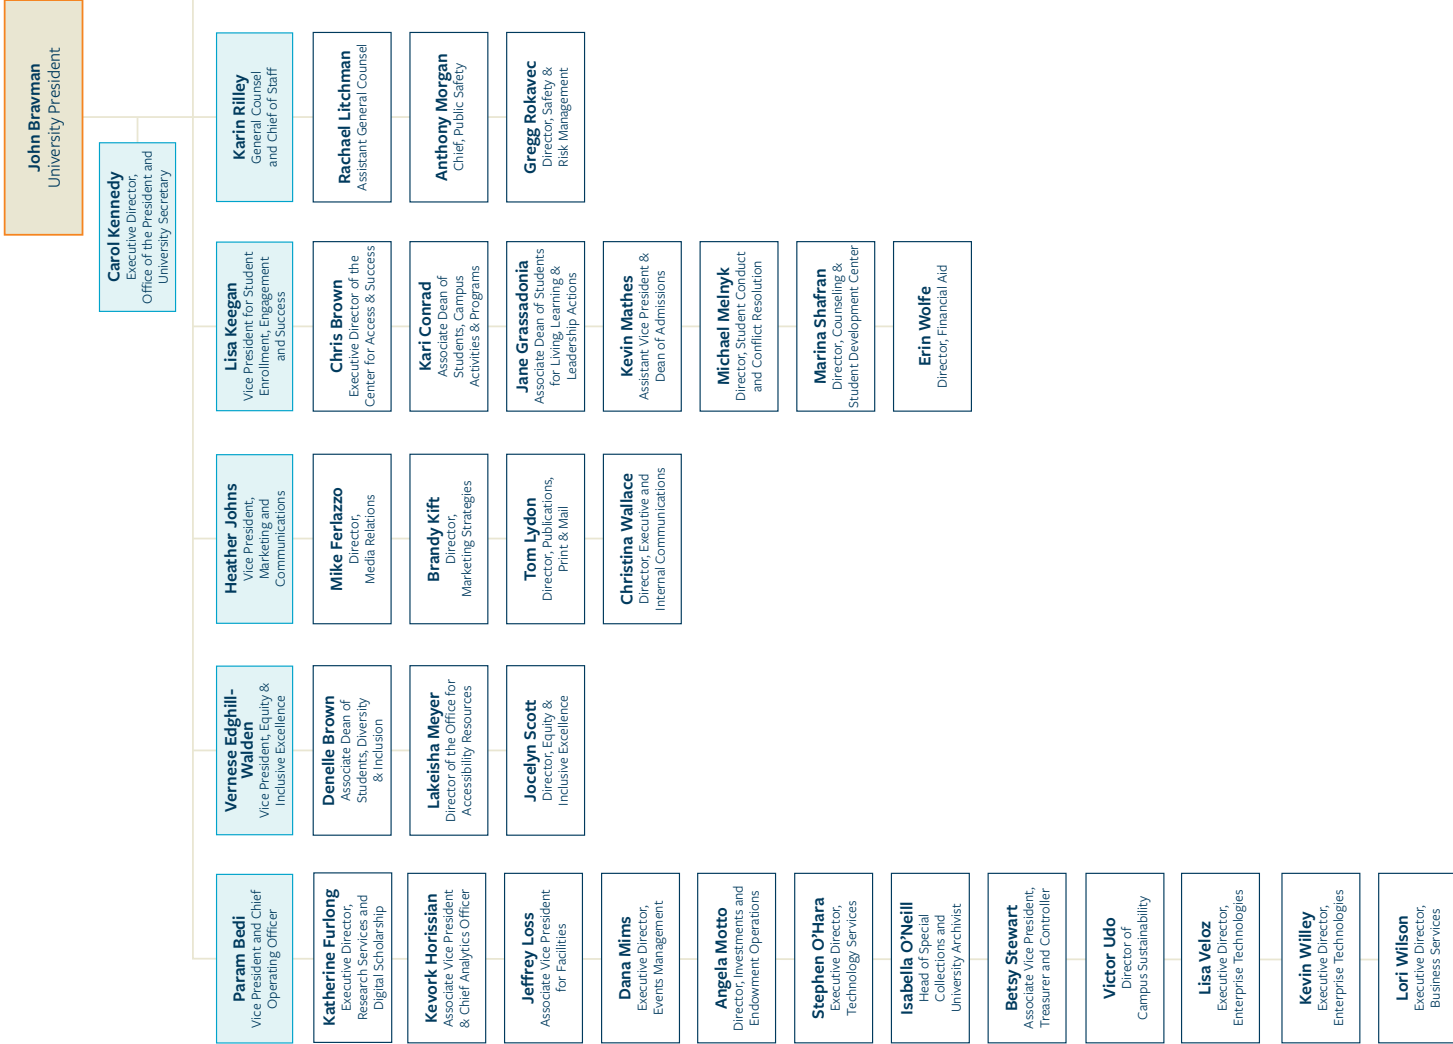 John Bravman
University President
Carol Kennedy
Executive Director,
Office of the President and
University Secretary
Param Bedi
Vice President and Chief
Operating Officer
Katherine Furlong
Executive Director,
Research Services and
Digital Scholarship
Kevork Horissian
Associate Vice President
& Chief Analytics Officer
Jeffrey Loss
Associate Vice President
for Facilities
Dana Mims
Executive Director,
Events Management
Angela Motto
Director, Investments and
Endowment Operations
Stephen O'Hara
Executive Director,
Technology Services
Isabella O'Neill
Head of Special
Collections and
University Archivist
Betsy Stewart
Associate Vice President,
Treasurer and Controller
Victor Udo
Director of
Campus Sustainability
Lisa Veloz
Executive Director,
Enterprise Technologies
Kevin Willey
Executive Director,
Enterprise Technologies
Lori Wilson
Executive Director,
Business Services
Vernese Edghill-
Walden
Vice President, Equity &
Inclusive Excellence
Denelle Brown
Associate Dean of
Students, Diversity
& Inclusion
Lakeisha Meyer
Director of the Office for
Accessibility Resources
Jocelyn Scott
Director, Equity &
Inclusive Excellence
Heather Johns
Vice President,
Marketing and
Communications
Mike Ferlazzo
Director,
Media Relations
Brandy Kift
Director,
Marketing Strategies
Tom Lydon
Director, Publications,
Print & Mail
Christina Wallace
Director, Executive and
Internal Communications
Lisa Keegan
Vice President for Student
Enrollment, Engagement
and Success
Chris Brown
Executive Director of the
Center for Access & Success
Kari Conrad
Associate Dean of
Students, Campus
Activities & Programs
Jane Grassadonia
Associate Dean of Students
for Living, Learning &
Leadership Actions
Kevin Mathes
Assistant Vice President &
Dean of Admissions
Michael Melnyk
Director, Student Conduct
and Conflict Resolution
Marina Shafran
Director, Counseling &
Student Development Center
Erin Wolfe
Director, Financial Aid
Karin Rilley
General Counsel
and Chief of Staff
Rachael Litchman
Assistant General Counsel
Anthony Morgan
Chief, Public Safety
Gregg Rokavec
Director, Safety &
Risk Management